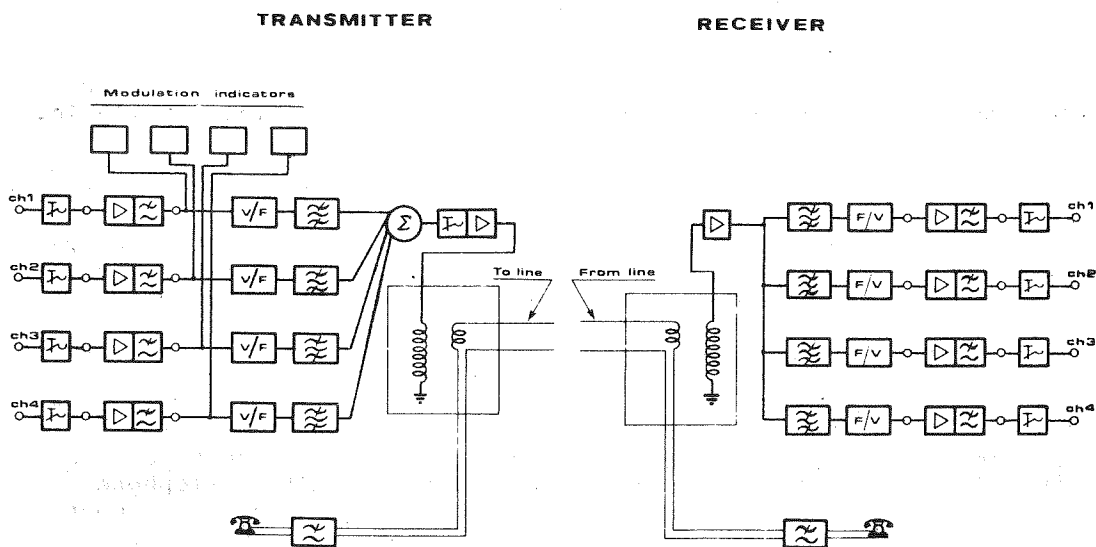 TRANSMITTER
RECEIVER
Modulation indicators
ch1
V/F
Σ
F/V
ch1
ch2
V/F
To line
From line
F/V
ch2
ch3
V/F
F/V
ch3
ch4
V/F
F/V
ch4